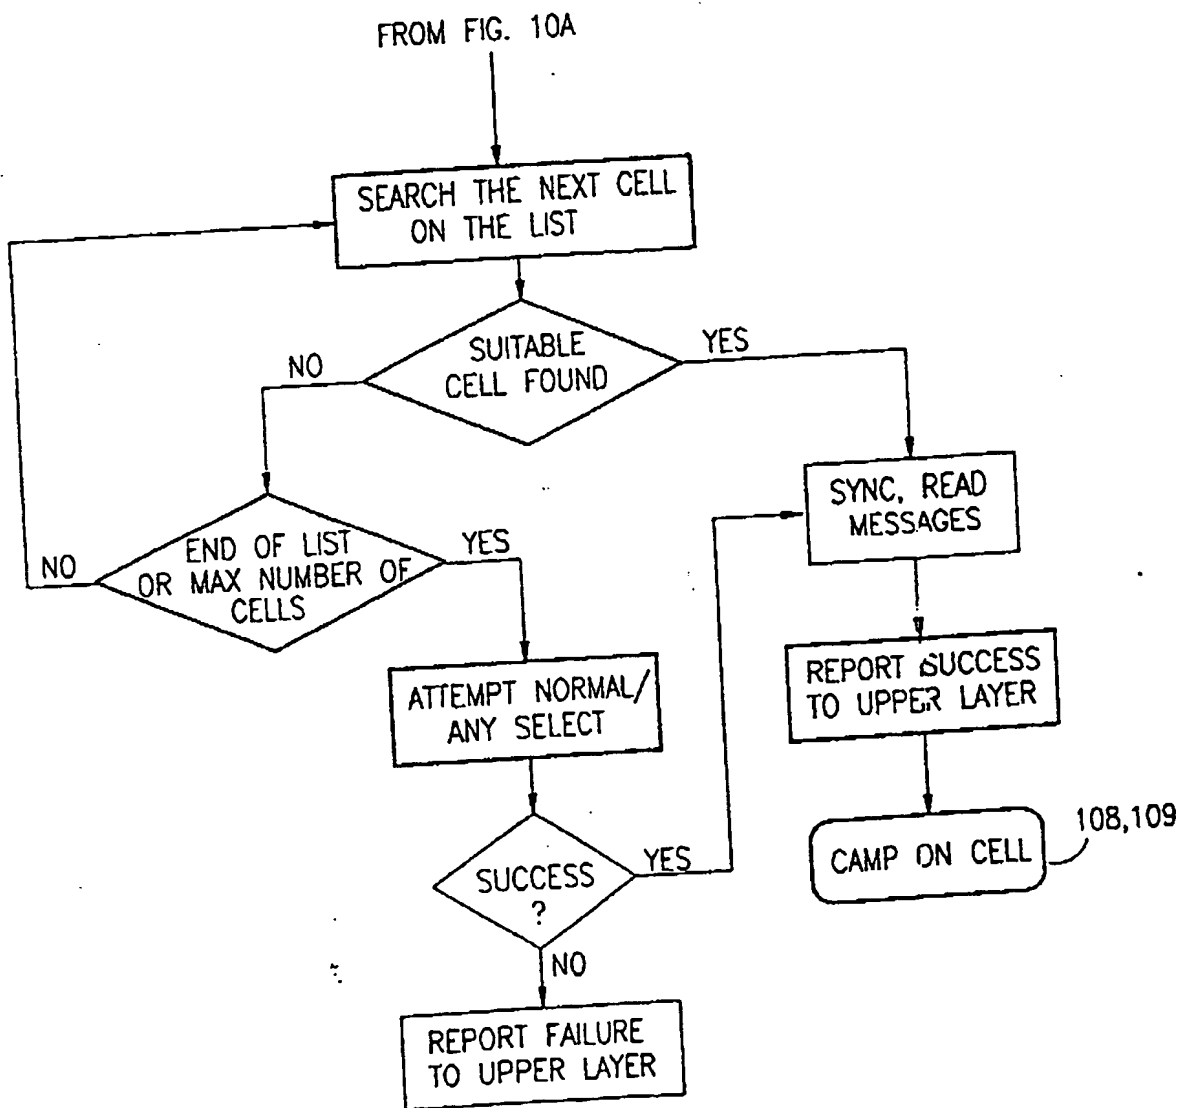 FROM FIG. 10A
SEARCH THE NEXT CELL
ON THE LIST
SUITABLE
CELL FOUND
NO
YES
SYNC, READ
MESSAGES
END OF LIST
OR MAX NUMBER OF
CELLS
NO
YES
REPORT SUCCESS
TO UPPER LAYER
ATTEMPT NORMAL/
ANY SELECT
CAMP ON CELL
108,109
SUCCESS
?
YES
NO
REPORT FAILURE
TO UPPER LAYER